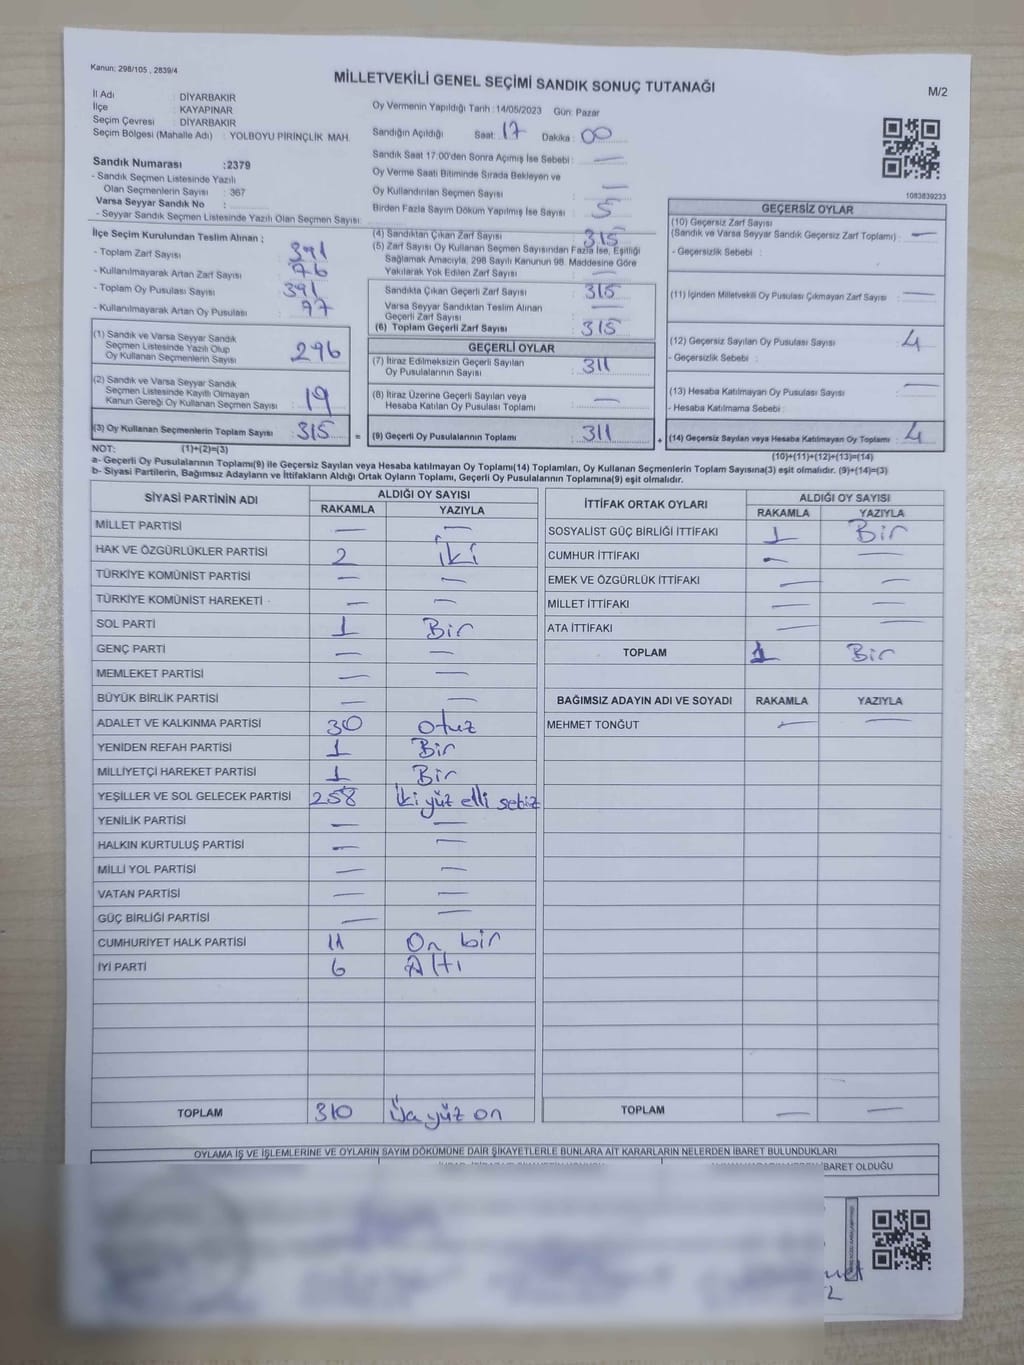 Kanun: 298/105 , 2839/4
MİLLETVEKİLİ GENEL SEÇİMİ SANDIK SONUÇ TUTANAĞI
M/2
İl Adı : DİYARBAKIR
İlçe : KAYAPINAR
Seçim Çevresi : DİYARBAKIR
Seçim Bölgesi (Mahalle Adı) : YOLBOYU PİRİNÇLİK MAH.
Oy Vermenin Yapıldığı Tarih : 14/05/2023 Gün: Pazar
Sandığın Açıldığı Saat: 17 Dakika : 00
Sandık Saat 17:00'den Sonra Açımış İse Sebebi : —
Oy Verme Saati Bitiminde Sırada Bekleyen ve
Oy Kullandırılan Seçmen Sayısı —
Birden Fazla Sayım Döküm Yapılmış İse Sayısı : 5
1083839233
Sandık Numarası :2379
- Sandık Seçmen Listesinde Yazılı
Olan Seçmenlerin Sayısı : 367
Varsa Seyyar Sandık No :
- Seyyar Sandık Seçmen Listesinde Yazılı Olan Seçmen Sayısı:
İlçe Seçim Kurulundan Teslim Alınan ;
- Toplam Zarf Sayısı : 391
- Kullanılmayarak Artan Zarf Sayısı : 76
- Toplam Oy Pusulası Sayısı : 391
- Kullanılmayarak Artan Oy Pusulası : 77
(1) Sandık ve Varsa Seyyar Sandık
Seçmen Listesinde Yazılı Olup
Oy Kullanan Seçmenlerin Sayısı : 296
(2) Sandık ve Varsa Seyyar Sandık
Seçmen Listesinde Kayıtlı Olmayan
Kanun Gereği Oy Kullanan Seçmen Sayısı : 19
(3) Oy Kullanan Seçmenlerin Toplam Sayısı : 315 =
(4) Sandıktan Çıkan Zarf Sayısı : 315
(5) Zarf Sayısı Oy Kullanan Seçmen Sayısından Fazla İse, Eşitliği
Sağlamak Amacıyla, 298 Sayılı Kanunun 98. Maddesine Göre
Yakılarak Yok Edilen Zarf Sayısı : —
Sandıkta Çıkan Geçerli Zarf Sayısı : 315
Varsa Seyyar Sandıktan Teslim Alınan
Geçerli Zarf Sayısı : —
(6) Toplam Geçerli Zarf Sayısı : 315
GEÇERLİ OYLAR
(7) İtiraz Edilmeksizin Geçerli Sayılan
Oy Pusulalarının Sayısı : 311
(8) İtiraz Üzerine Geçerli Sayılan veya
Hesaba Katılan Oy Pusulası Toplamı : —
(9) Geçerli Oy Pusulalarının Toplamı : 311 +
GEÇERSİZ OYLAR
(10) Geçersiz Zarf Sayısı
(Sandık ve Varsa Seyyar Sandık Geçersiz Zarf Toplamı) : —
- Geçersizlik Sebebi :
(11) İçinden Milletvekili Oy Pusulası Çıkmayan Zarf Sayısı : —
(12) Geçersiz Sayılan Oy Pusulası Sayısı : 4
- Geçersizlik Sebebi :
(13) Hesaba Katılmayan Oy Pusulası Sayısı : —
- Hesaba Katılmama Sebebi :
(14) Geçersiz Sayılan veya Hesaba Katılmayan Oy Toplamı : 4
NOT: (1)+(2)=(3) (10)+(11)+(12)+(13)=(14)
a- Geçerli Oy Pusulalarının Toplamı(9) ile Geçersiz Sayılan veya Hesaba katılmayan Oy Toplamı(14) Toplamları, Oy Kullanan Seçmenlerin Toplam Sayısına(3) eşit olmalıdır. (9)+(14)=(3)
b- Siyasi Partilerin, Bağımsız Adayların ve İttifakların Aldığı Ortak Oyların Toplamı, Geçerli Oy Pusulalarının Toplamına(9) eşit olmalıdır.
SİYASİ PARTİNİN ADI ALDIĞI OY SAYISI
RAKAMLA YAZIYLA
MİLLET PARTİSİ — —
HAK VE ÖZGÜRLÜKLER PARTİSİ 2 iki
TÜRKİYE KOMÜNİST PARTİSİ — —
TÜRKİYE KOMÜNİST HAREKETİ — —
SOL PARTİ 1 Bir
GENÇ PARTİ — —
MEMLEKET PARTİSİ — —
BÜYÜK BİRLİK PARTİSİ — —
ADALET VE KALKINMA PARTİSİ 30 otuz
YENİDEN REFAH PARTİSİ 1 Bir
MİLLİYETÇİ HAREKET PARTİSİ 1 Bir
YEŞİLLER VE SOL GELECEK PARTİSİ 258 iki yüz elli sekiz
YENİLİK PARTİSİ — —
HALKIN KURTULUŞ PARTİSİ — —
MİLLİ YOL PARTİSİ — —
VATAN PARTİSİ — —
GÜÇ BİRLİĞİ PARTİSİ — —
CUMHURİYET HALK PARTİSİ 11 On bir
İYİ PARTİ 6 Altı
TOPLAM 310 Üç yüz on
İTTİFAK ORTAK OYLARI ALDIĞI OY SAYISI
RAKAMLA YAZIYLA
SOSYALİST GÜÇ BİRLİĞİ İTTİFAKI 1 Bir
CUMHUR İTTİFAKI — —
EMEK VE ÖZGÜRLÜK İTTİFAKI — —
MİLLET İTTİFAKI — —
ATA İTTİFAKI — —
TOPLAM 1 Bir
BAĞIMSIZ ADAYIN ADI VE SOYADI RAKAMLA YAZIYLA
MEHMET TONĞUT — —
TOPLAM — —
OYLAMA İŞ VE İŞLEMLERİNE VE OYLARIN SAYIM DÖKÜMÜNE DAİR ŞİKAYETLERLE BUNLARA AİT KARARLARIN NELERDEN İBARET BULUNDUKLARI
İBARET OLDUĞU